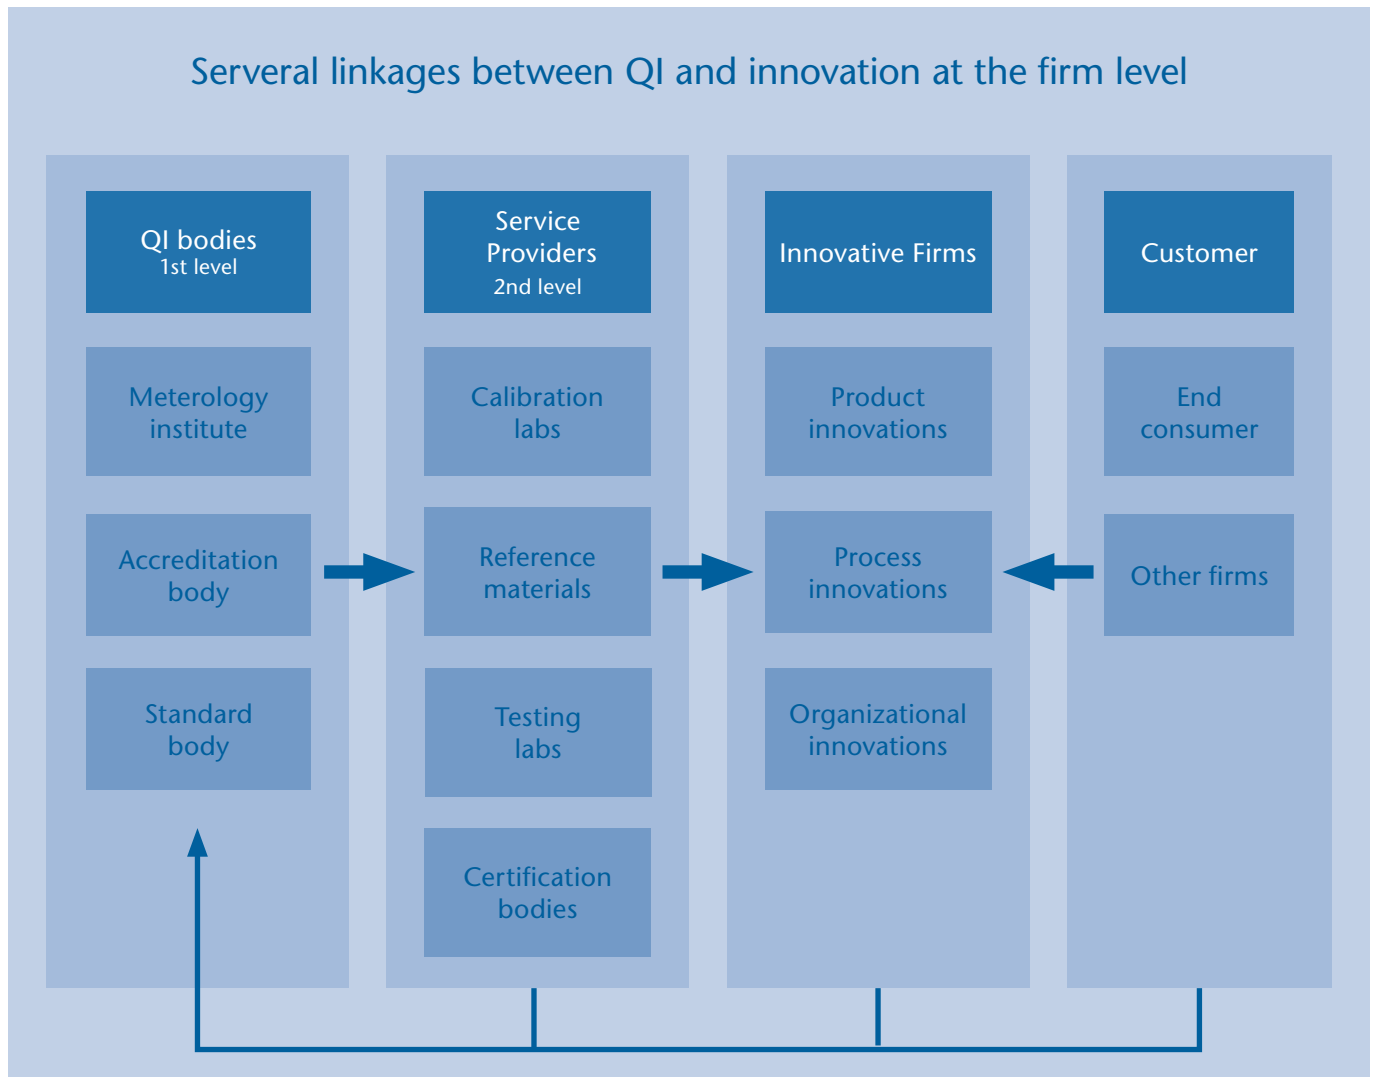 Serveral linkages between QI and innovation at the firm level
QI bodies
1st level
Meterology
institute
Accreditation
body
Standard
body
Service
Providers
2nd level
Calibration
labs
Reference
materials
Testing
labs
Certification
bodies
Innovative Firms
Product
innovations
Process
innovations
Organizational
innovations
Customer
End
consumer
Other firms